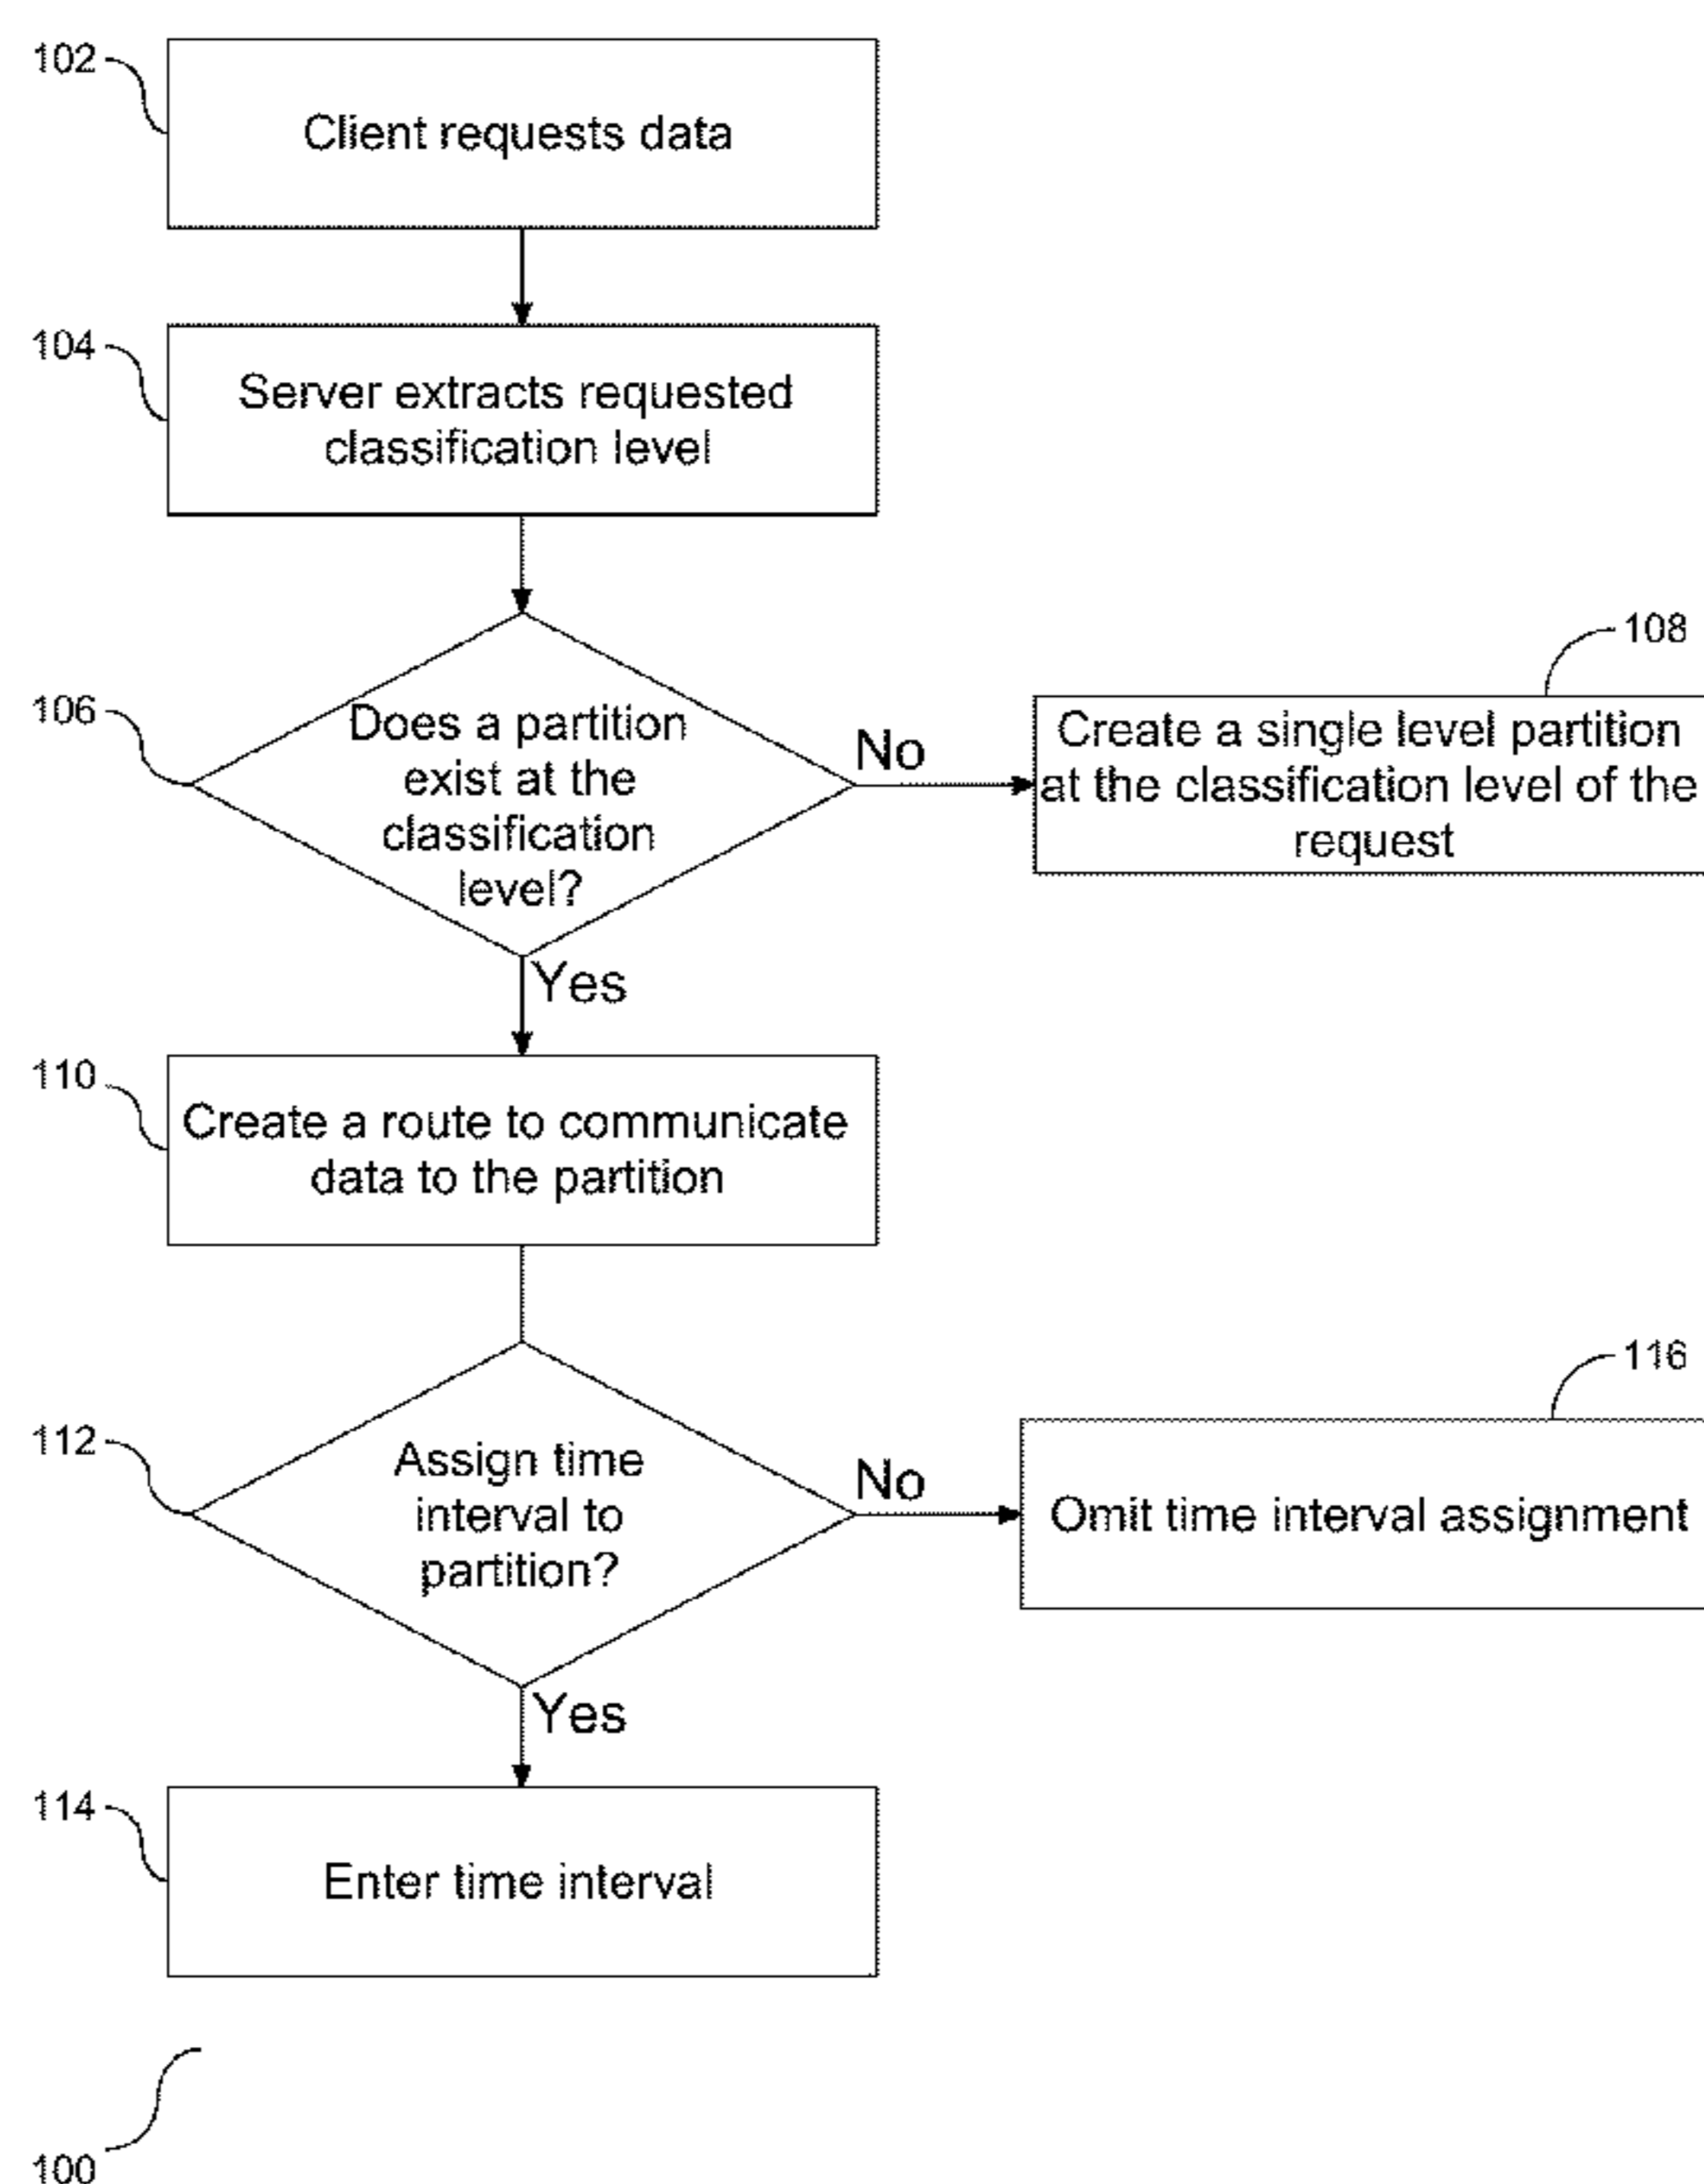 102
Client requests data
104
Server extracts requested
classification level
106
Does a partition
exist at the
classification
level?
No
108
Create a single level partition
at the classification level of the
request
Yes
110
Create a route to communicate
data to the partition
112
Assign time
interval to
partition?
No
116
Omit time interval assignment
Yes
114
Enter time interval
100